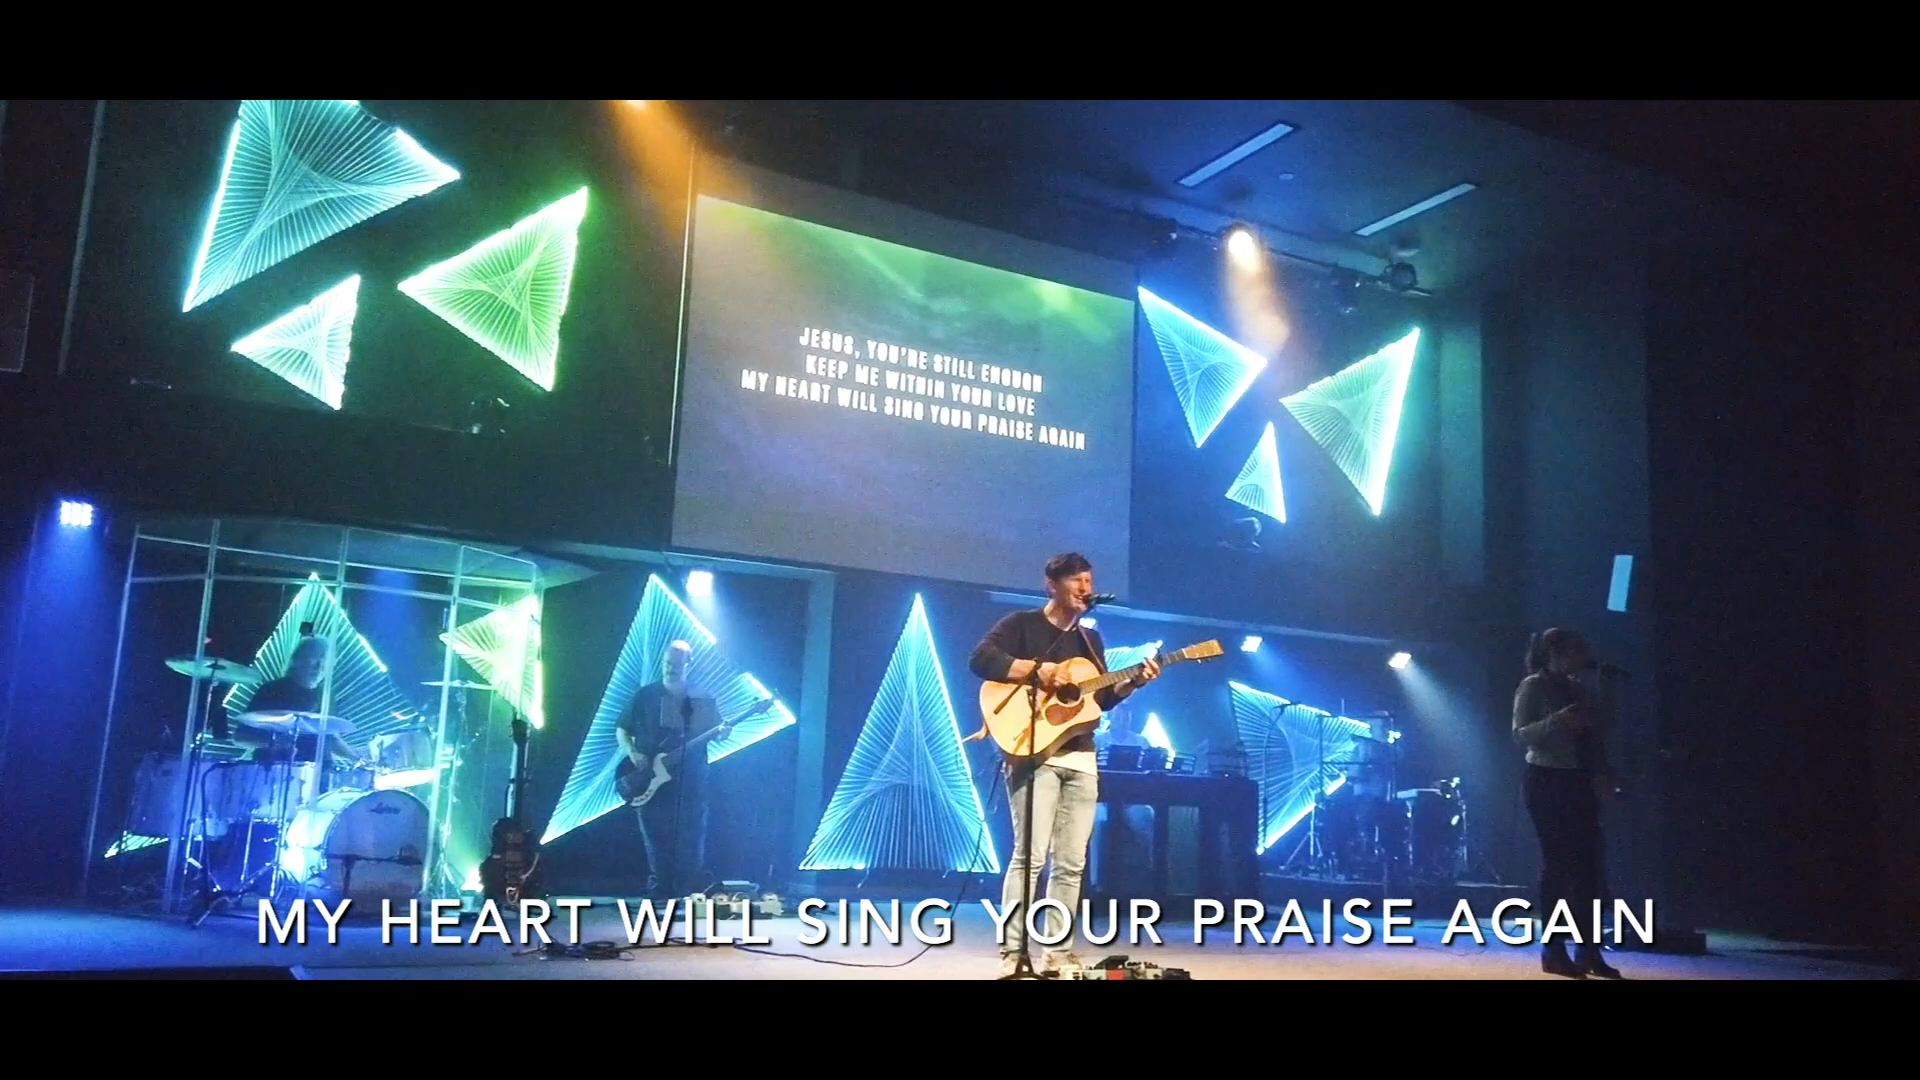 JESUS, YOU'RE STILL ENOUGH
KEEP ME WITHIN YOUR LOVE
MY HEART WILL SING YOUR PRAISE AGAIN
MY HEART WILL SING YOUR PRAISE AGAIN